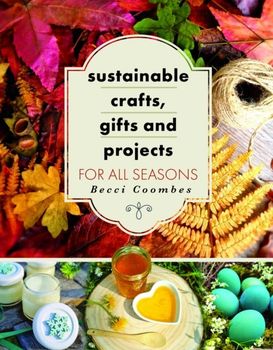 sustainable
crafts,
gifts and
projects
FOR ALL SEASONS
Becci Coombes